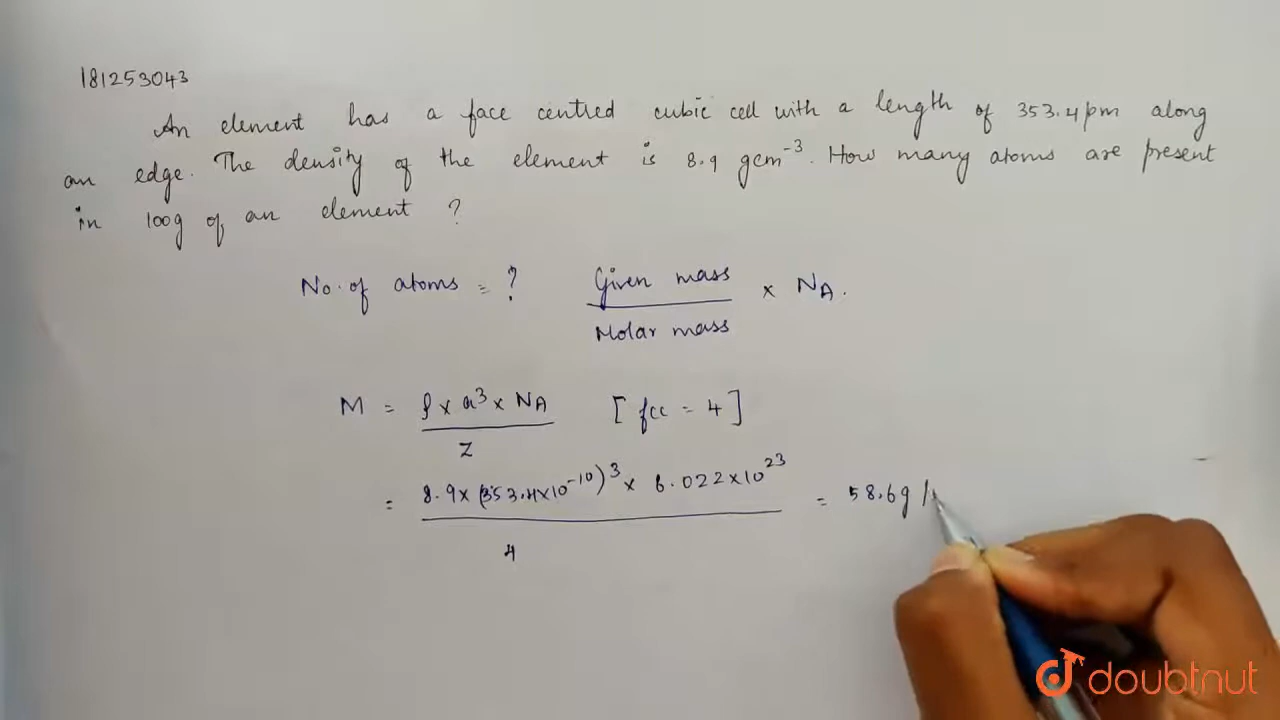 181253043
An element has a face centred cubic cell with a length of 353.4pm along
an edge. The density of the element is 8.9 gcm⁻³. How many atoms are present
in 100g of an element ?
No. of atoms = ? Given mass / Molar mass × NA.
M = ρ × a³ × NA / Z [ fcc = 4 ]
= 8.9 × (353.4×10⁻¹⁰)³ × 6.022×10²³ / 4 = 58.6g /
doubtnut